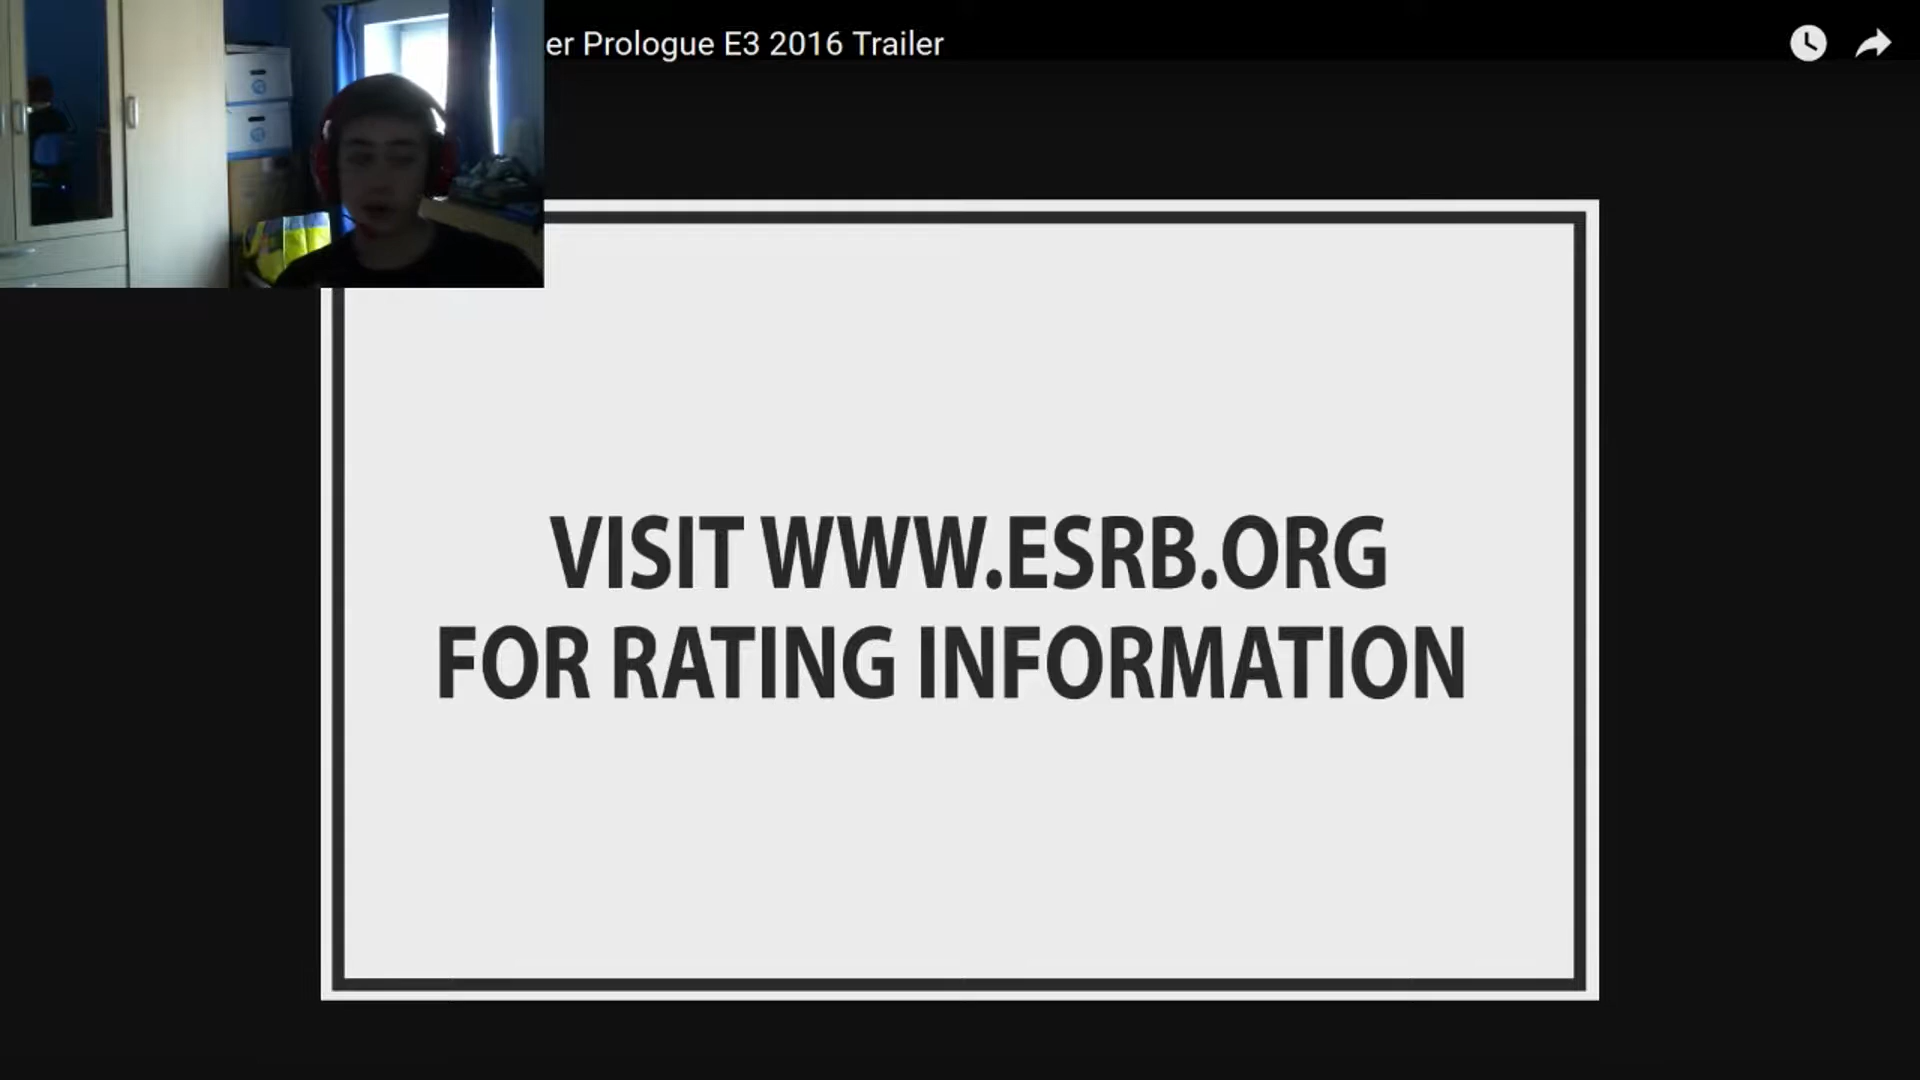 er Prologue E3 2016 Trailer
VISIT WWW.ESRB.ORG
FOR RATING INFORMATION